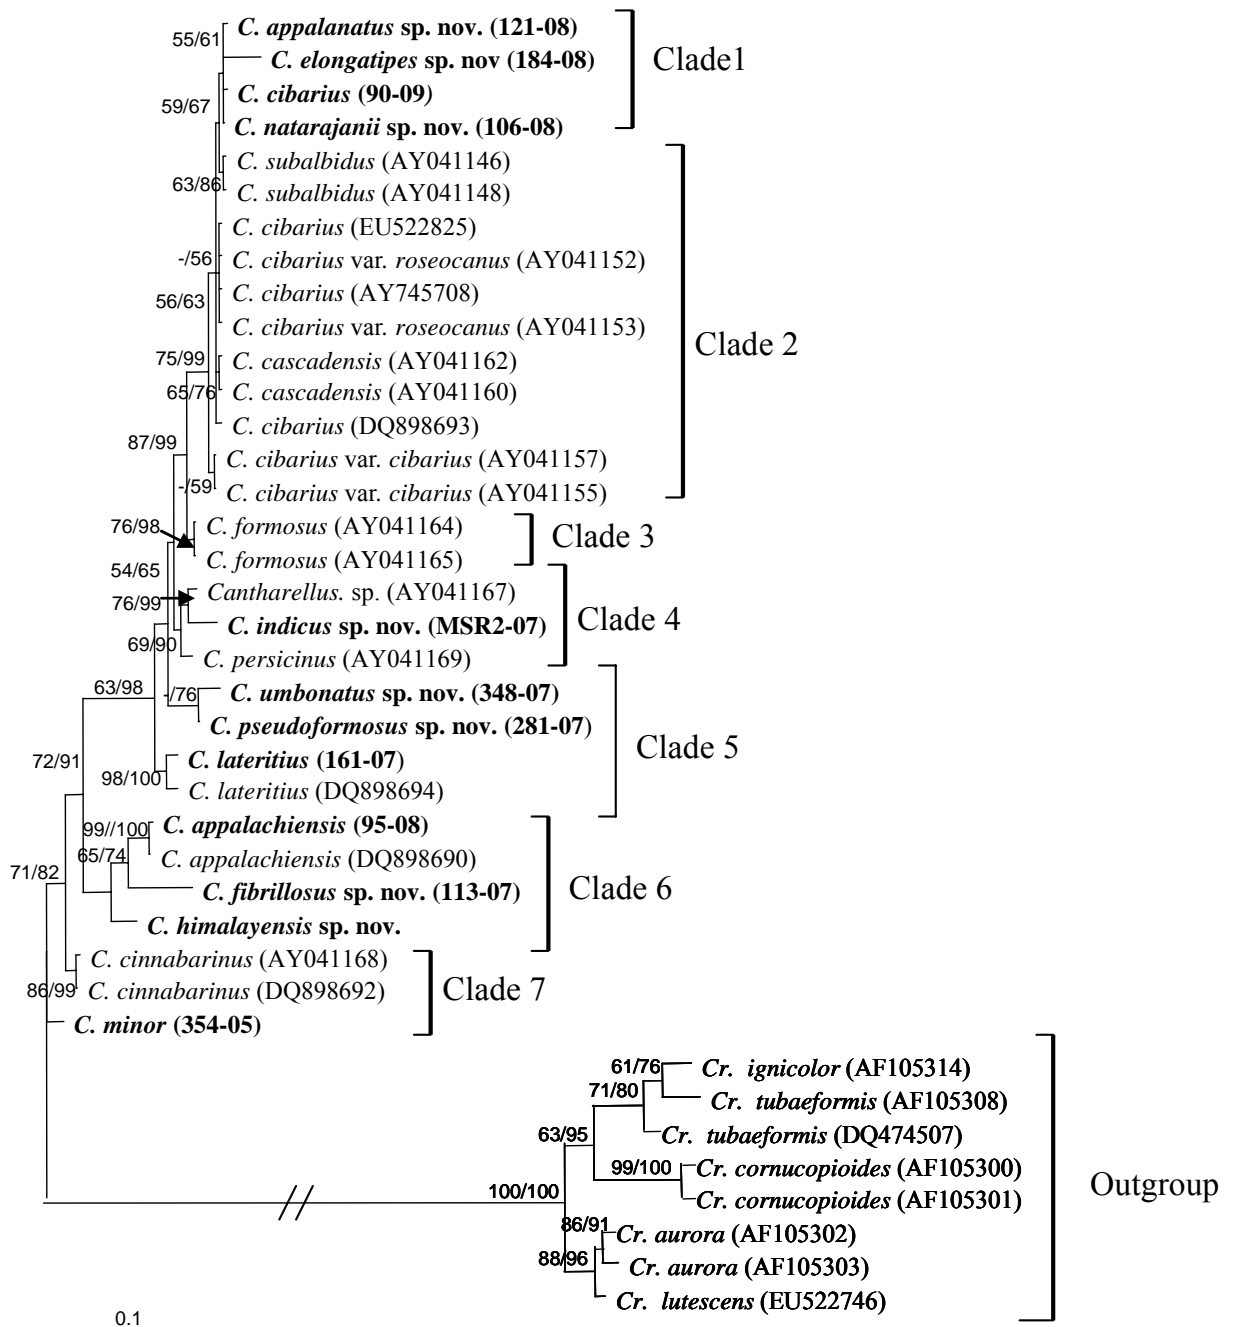 C. appalanatus sp. nov. (121-08)
55/61
C. elongatipes sp. nov (184-08)
Clade1
C. cibarius (90-09)
59/67
C. natarajanii sp. nov. (106-08)
C. subalbidus (AY041146)
63/86
C. subalbidus (AY041148)
C. cibarius (EU522825)
-/56
C. cibarius var. roseocanus (AY041152)
56/63
C. cibarius (AY745708)
C. cibarius var. roseocanus (AY041153)
Clade 2
75/99
C. cascadensis (AY041162)
65/76
C. cascadensis (AY041160)
C. cibarius (DQ898693)
87/99
C. cibarius var. cibarius (AY041157)
-/59
C. cibarius var. cibarius (AY041155)
76/98
C. formosus (AY041164)
Clade 3
C. formosus (AY041165)
54/65
Cantharellus. sp. (AY041167)
76/99
Clade 4
C. indicus sp. nov. (MSR2-07)
69/90
C. persicinus (AY041169)
63/98
-/76
C. umbonatus sp. nov. (348-07)
C. pseudoformosus sp. nov. (281-07)
Clade 5
72/91
C. lateritius (161-07)
98/100
C. lateritius (DQ898694)
99//100
C. appalachiensis (95-08)
65/74
C. appalachiensis (DQ898690)
71/82
C. fibrillosus sp. nov. (113-07)
Clade 6
C. himalayensis sp. nov.
C. cinnabarinus (AY041168)
86/99
C. cinnabarinus (DQ898692)
Clade 7
C. minor (354-05)
61/76
Cr. ignicolor (AF105314)
71/80
Cr. tubaeformis (AF105308)
63/95
Cr. tubaeformis (DQ474507)
99/100
Cr. cornucopioides (AF105300)
Outgroup
100/100
Cr. cornucopioides (AF105301)
86/91
Cr. aurora (AF105302)
88/96
Cr. aurora (AF105303)
Cr. lutescens (EU522746)
0.1